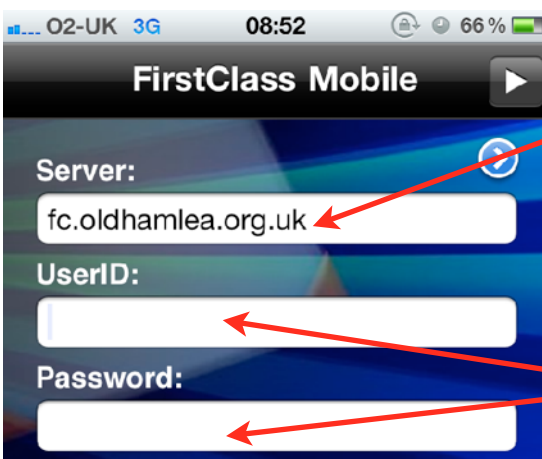 O2-UK 3G 08:52 66%
FirstClass Mobile
Server:
fc.oldhamlea.org.uk
UserID:
Password: